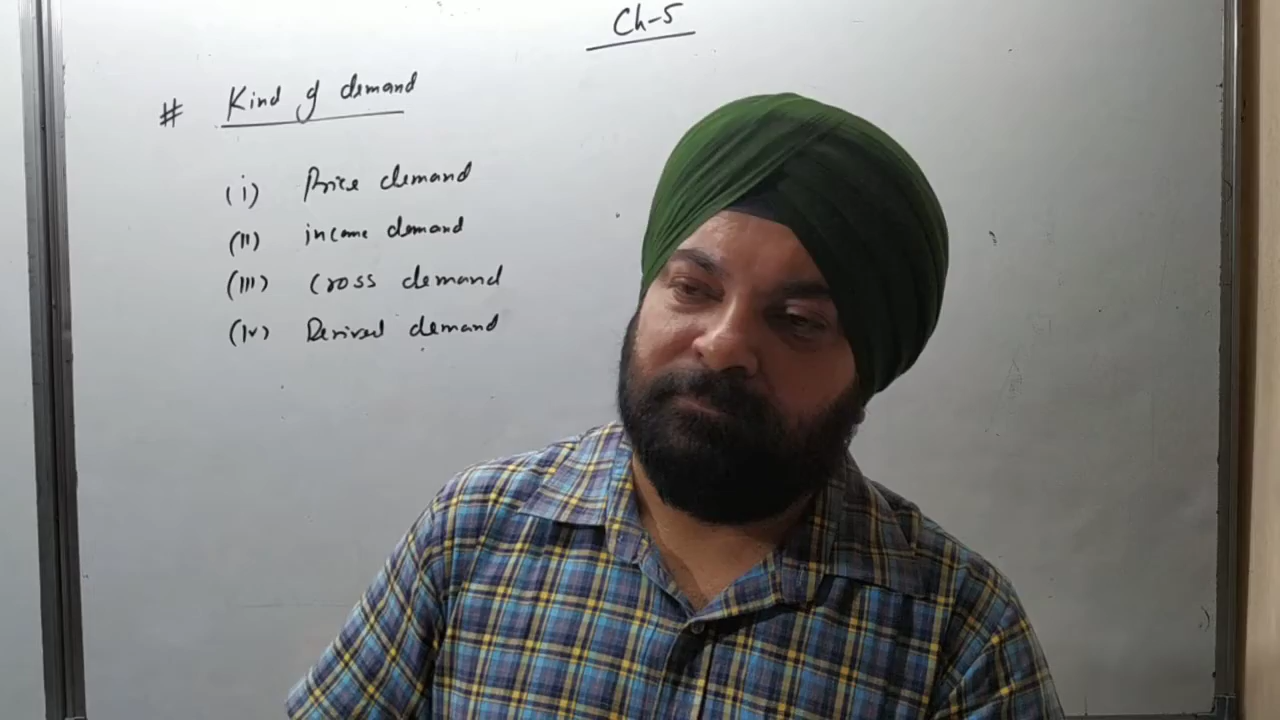 Ch-5
# Kind of demand
(i) Price demand
(II) income demand
(III) Cross demand
(IV) Derived demand